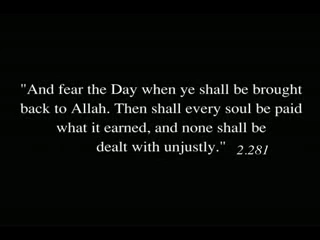 "And fear the Day when ye shall be brought
back to Allah. Then shall every soul be paid
what it earned, and none shall be
dealt with unjustly." 2.281